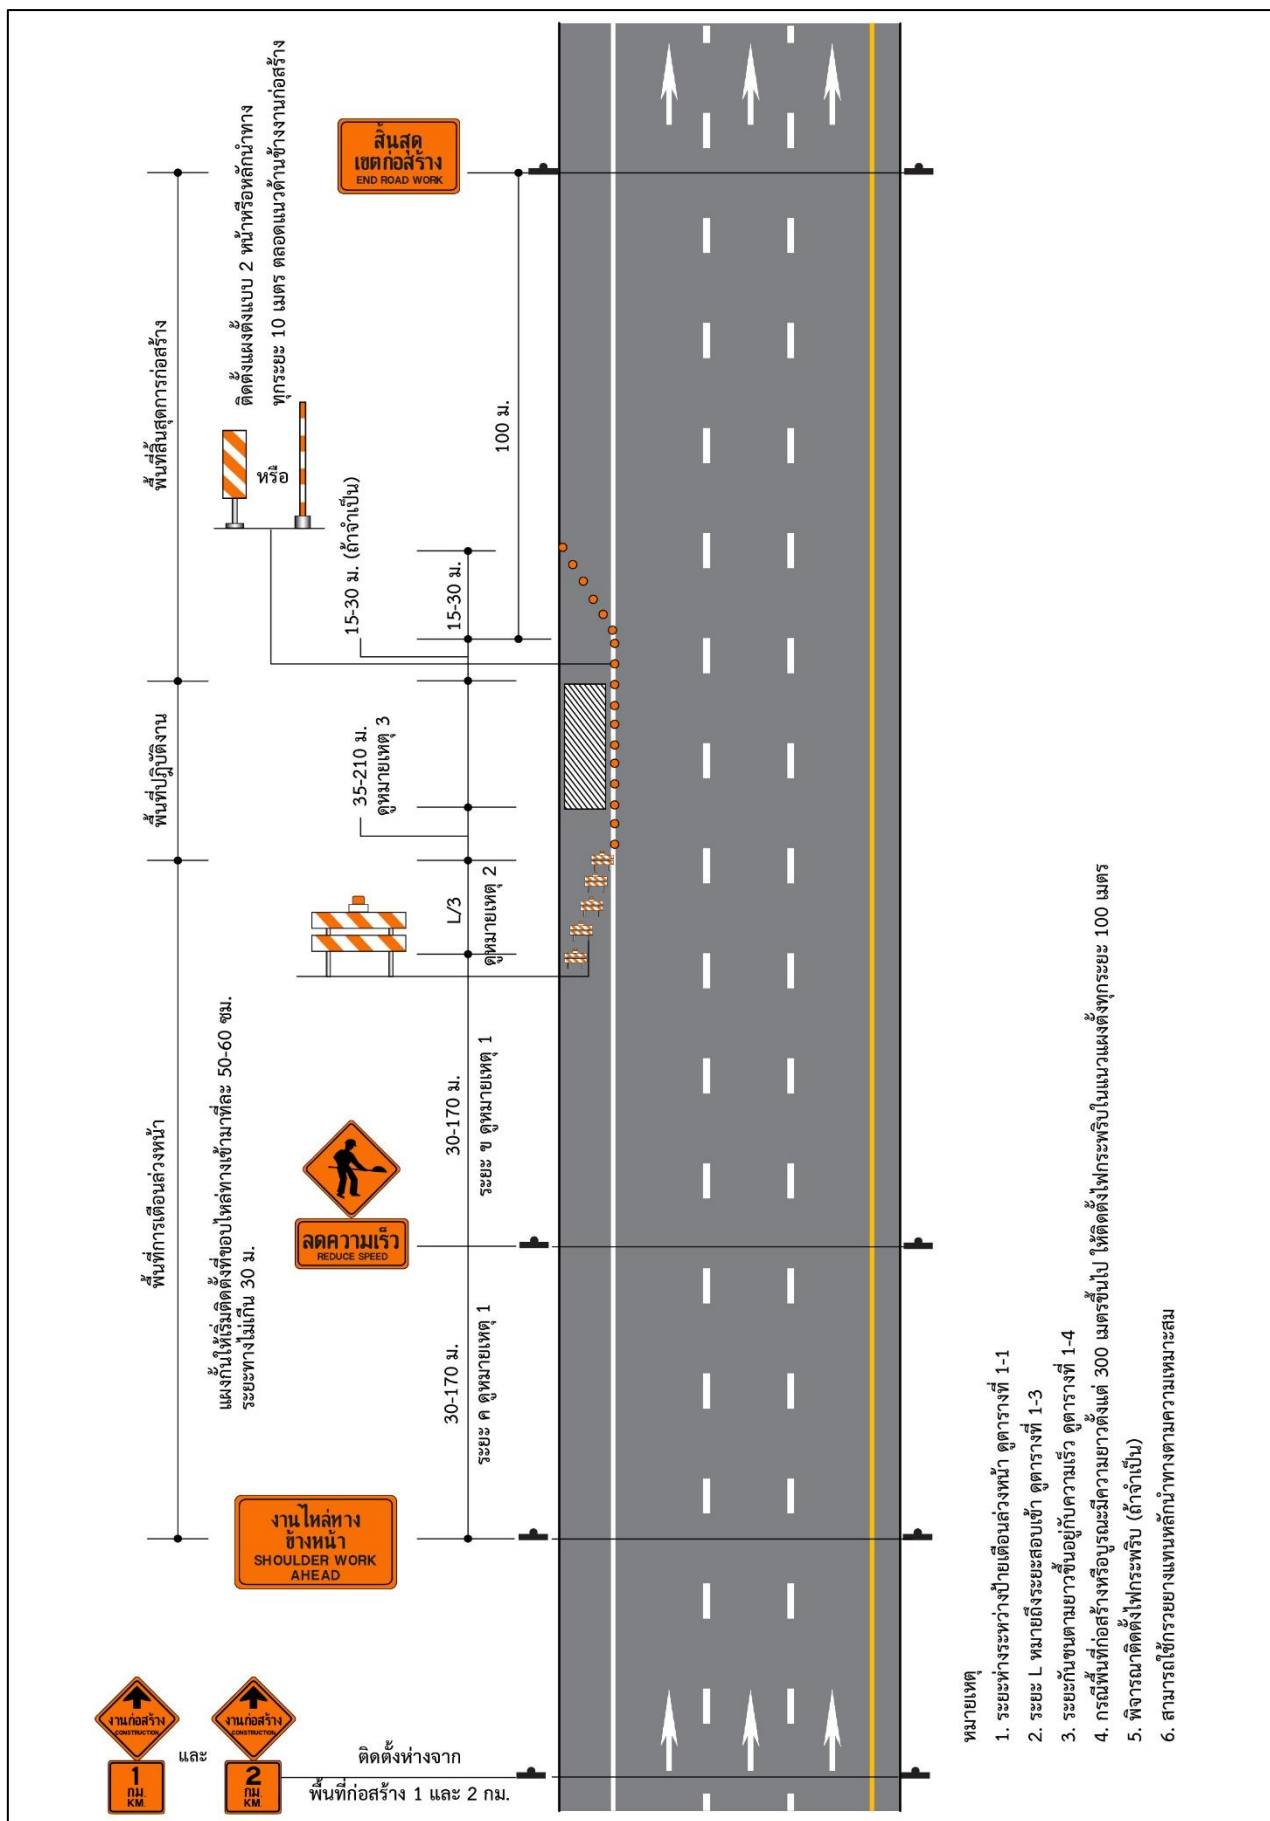 สิ้นสุด
เขตก่อสร้าง
END ROAD WORK
ติดตั้งแผงตั้งแบบ 2 หน้าหรือหลักนำทาง
ทุกระยะ 10 เมตร ตลอดแนวด้านข้างงานก่อสร้าง
หรือ
พื้นที่สิ้นสุดการก่อสร้าง
100 ม.
15-30 ม. (ถ้าจำเป็น)
15-30 ม.
พื้นที่ปฏิบัติงาน
35-210 ม.
ดูหมายเหตุ 3
L/3
ดูหมายเหตุ 2
พื้นที่การเตือนล่วงหน้า
แผงกั้นให้เริ่มติดตั้งที่ขอบไหล่ทางเข้ามาทีละ 50-60 ซม.
ระยะทางไม่เกิน 30 ม.
30-170 ม.
ระยะ ข ดูหมายเหตุ 1
ลดความเร็ว
REDUCE SPEED
30-170 ม.
ระยะ ค ดูหมายเหตุ 1
งานไหล่ทาง
ข้างหน้า
SHOULDER WORK
AHEAD
งานก่อสร้าง
CONSTRUCTION
1
กม.
KM.
และ
งานก่อสร้าง
CONSTRUCTION
2
กม.
KM.
ติดตั้งห่างจาก
พื้นที่ก่อสร้าง 1 และ 2 กม.
หมายเหตุ
1. ระยะห่างระหว่างป้ายเตือนล่วงหน้า ดูตารางที่ 1-1
2. ระยะ L หมายถึงระยะสอบเข้า ดูตารางที่ 1-3
3. ระยะกันชนตามยาวขึ้นอยู่กับความเร็ว ดูตารางที่ 1-4
4. กรณีพื้นที่ก่อสร้างหรือบูรณะมีความยาวตั้งแต่ 300 เมตรขึ้นไป ให้ติดตั้งไฟกระพริบในแนวแผงตั้งทุกระยะ 100 เมตร
5. พิจารณาติดตั้งไฟกระพริบ (ถ้าจำเป็น)
6. สามารถใช้กรวยยางแทนหลักนำทางตามความเหมาะสม